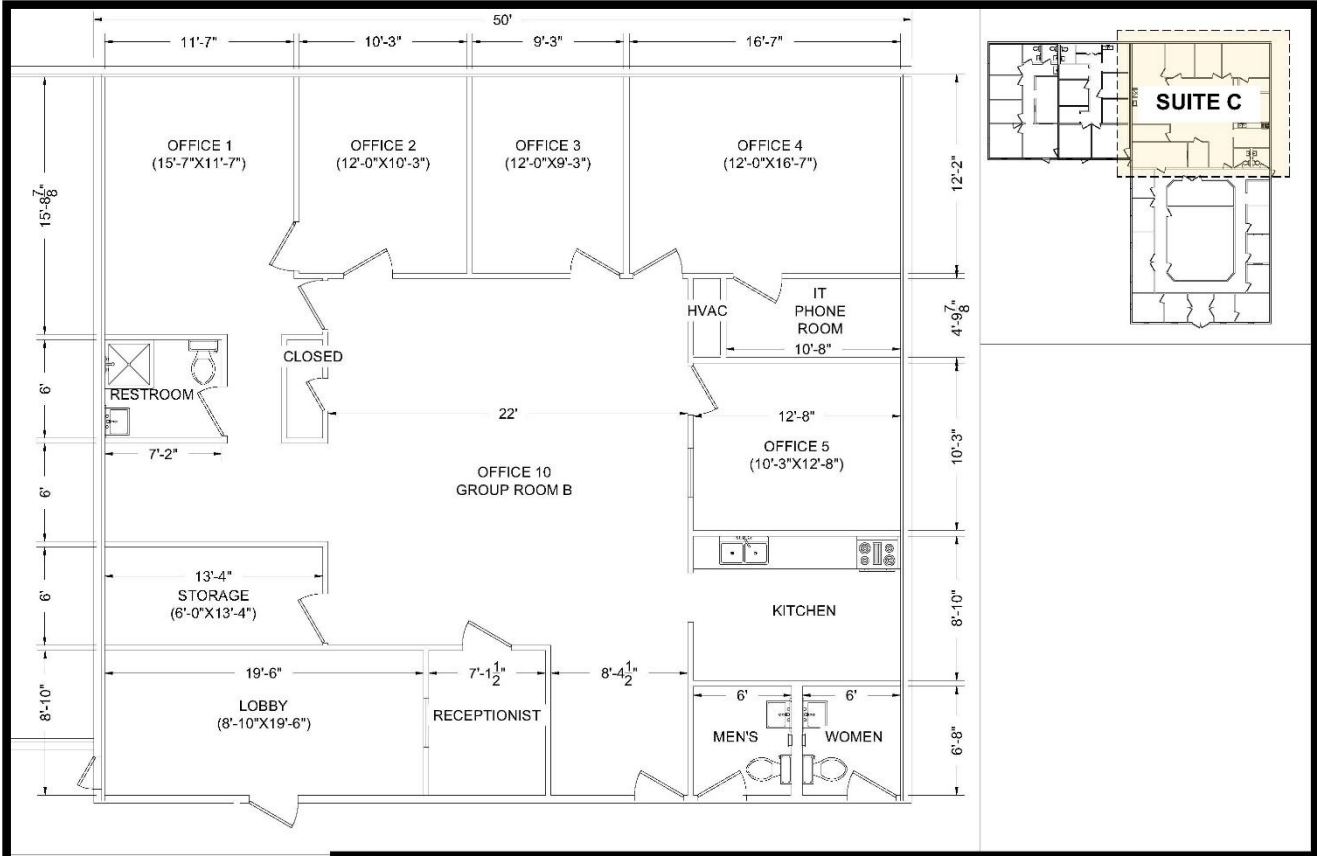 50'
11'-7"
10'-3"
9'-3"
16'-7"
SUITE C
OFFICE 1
(15'-7"X11'-7")
OFFICE 2
(12'-0"X10'-3")
OFFICE 3
(12'-0"X9'-3")
OFFICE 4
(12'-0"X16'-7")
15'-8 7/8"
12'-2"
HVAC
IT
PHONE
ROOM
10'-8"
4'-9 7/8"
CLOSED
RESTROOM
6'
7'-2"
22'
12'-8"
OFFICE 5
(10'-3"X12'-8")
10'-3"
OFFICE 10
GROUP ROOM B
6'
13'-4"
STORAGE
(6'-0"X13'-4")
6'
KITCHEN
8'-10"
19'-6"
7'-1 1/2"
8'-4 1/2"
LOBBY
(8'-10"X19'-6")
8'-10"
RECEPTIONIST
6'
6'
MEN'S
WOMEN
6'-8"